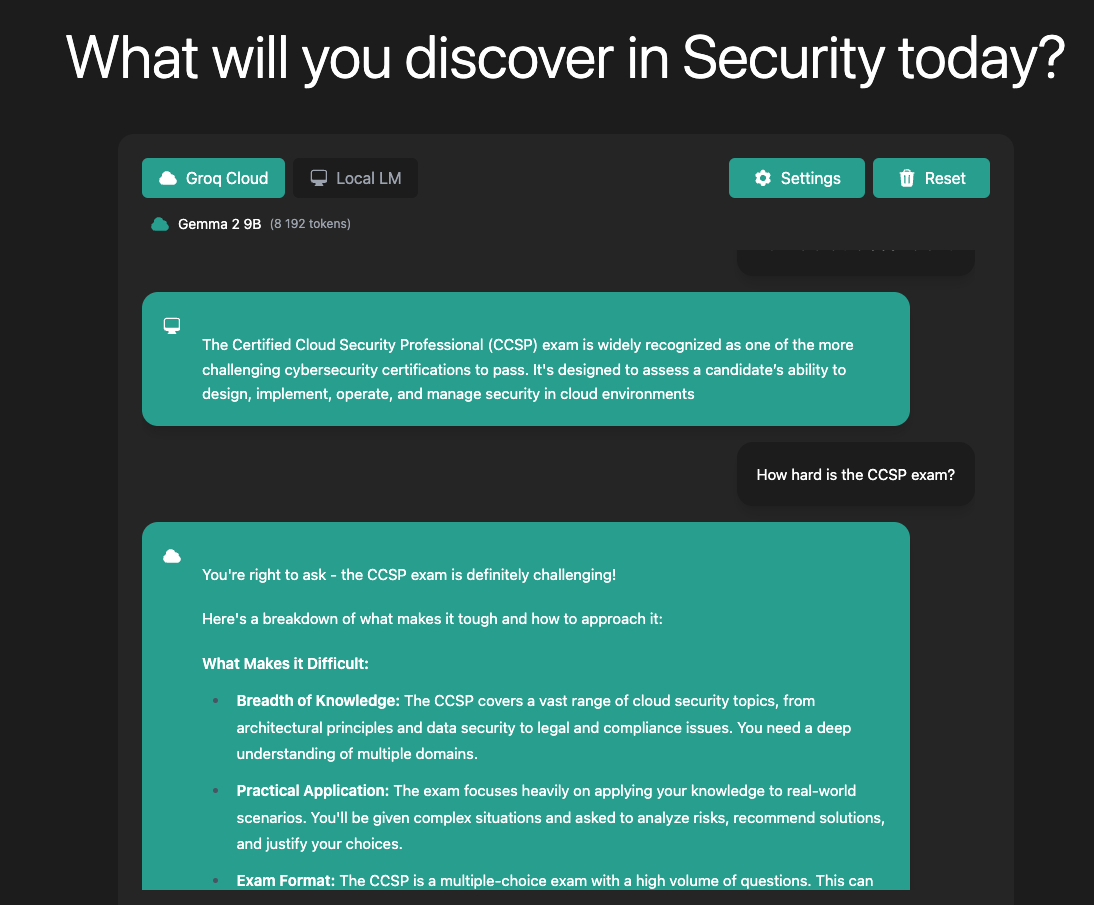 What will you discover in Security today?
Groq Cloud
Local LM
Settings
Reset
Gemma 2 9B (8 192 tokens)
The Certified Cloud Security Professional (CCSP) exam is widely recognized as one of the more
challenging cybersecurity certifications to pass. It's designed to assess a candidate’s ability to
design, implement, operate, and manage security in cloud environments
How hard is the CCSP exam?
You're right to ask - the CCSP exam is definitely challenging!
Here's a breakdown of what makes it tough and how to approach it:
What Makes it Difficult:
• Breadth of Knowledge: The CCSP covers a vast range of cloud security topics, from
architectural principles and data security to legal and compliance issues. You need a deep
understanding of multiple domains.
• Practical Application: The exam focuses heavily on applying your knowledge to real-world
scenarios. You'll be given complex situations and asked to analyze risks, recommend solutions,
and justify your choices.
• Exam Format: The CCSP is a multiple-choice exam with a high volume of questions. This can